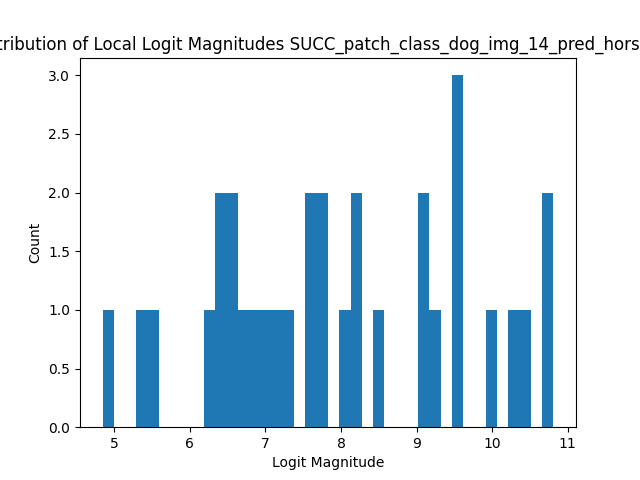 tribution of Local Logit Magnitudes SUCC_patch_class_dog_img_14_pred_hors
3.0
2.5
2.0
1.5
1.0
0.5
0.0
Count
5 6 7 8 9 10 11
Logit Magnitude